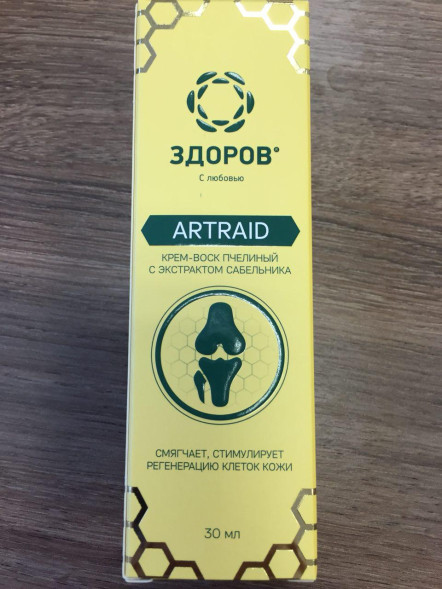 ЗДОРОВ®
С любовью
ARTRAID
КРЕМ-ВОСК ПЧЕЛИНЫЙ
С ЭКСТРАКТОМ САБЕЛЬНИКА
СМЯГЧАЕТ, СТИМУЛИРУЕТ
РЕГЕНЕРАЦИЮ КЛЕТОК КОЖИ
30 мл